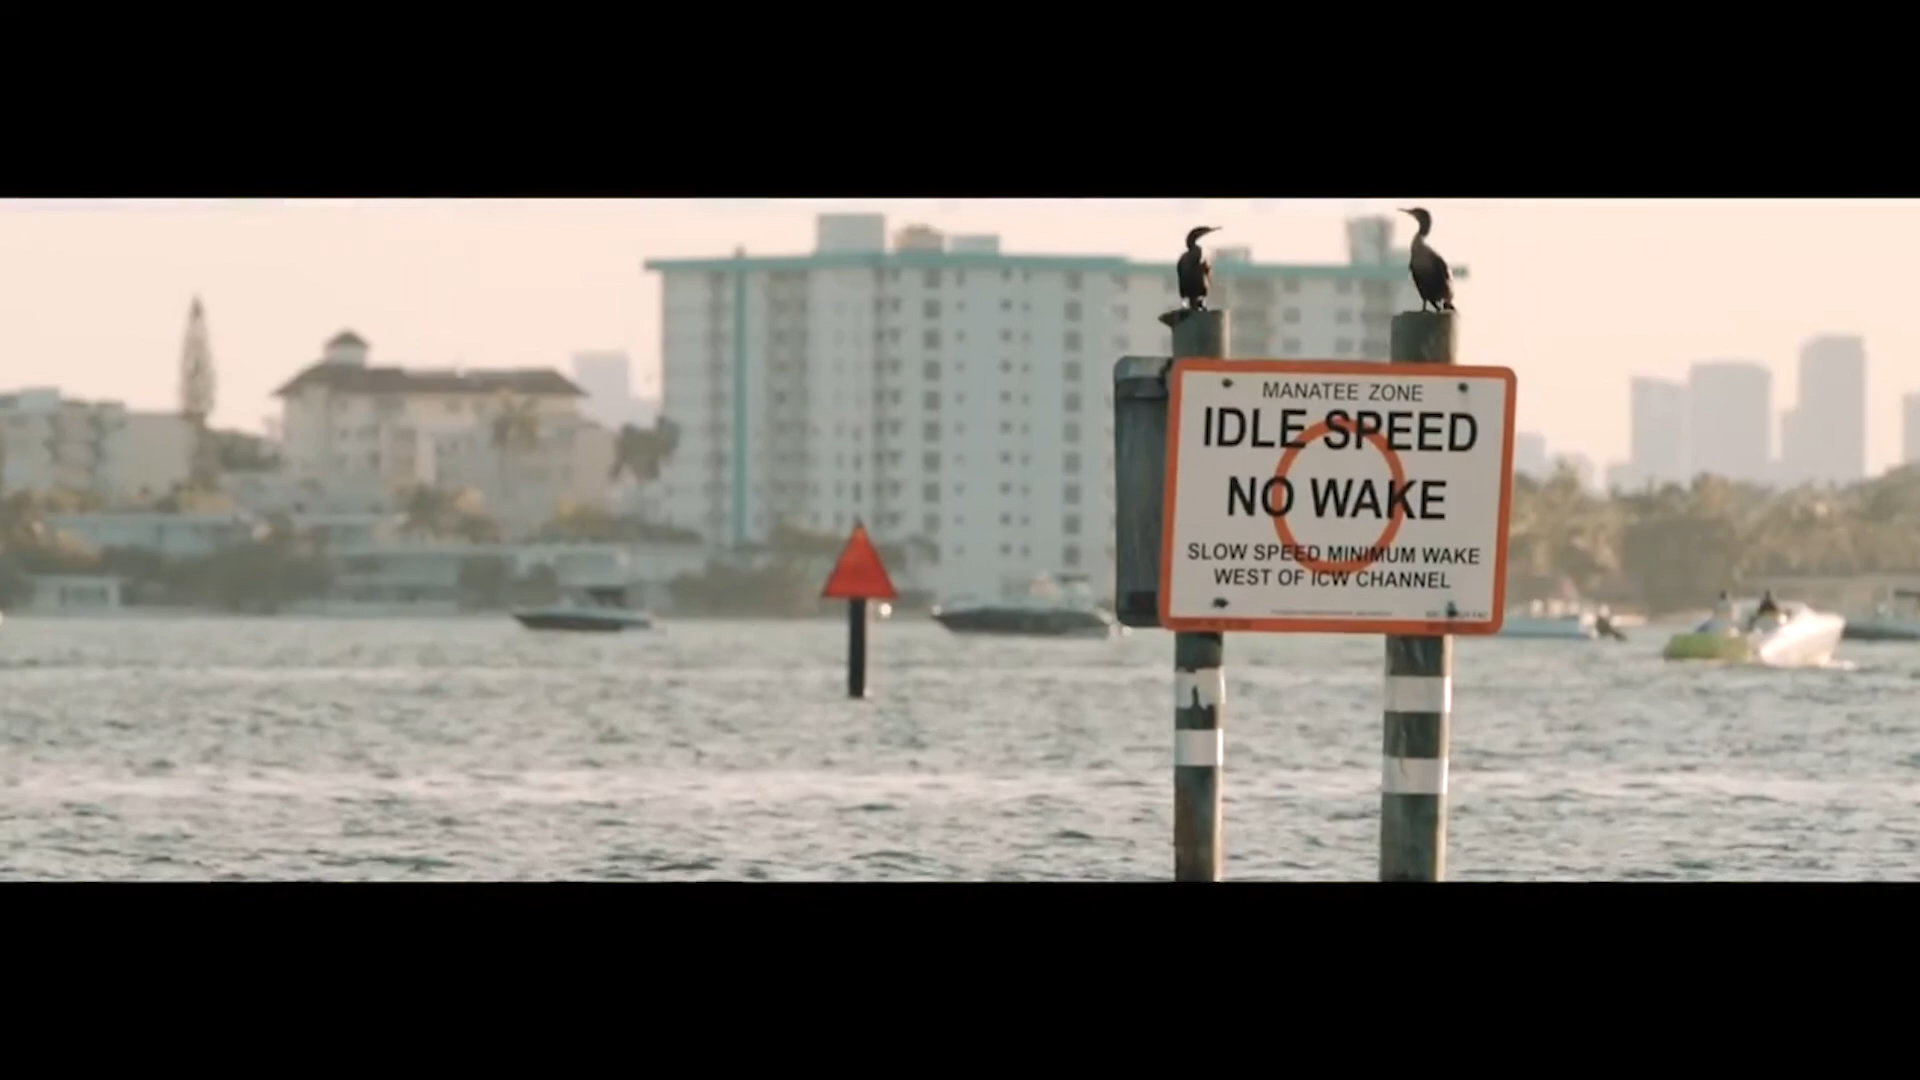 MANATEE ZONE
IDLE SPEED
NO WAKE
SLOW SPEED MINIMUM WAKE
WEST OF ICW CHANNEL